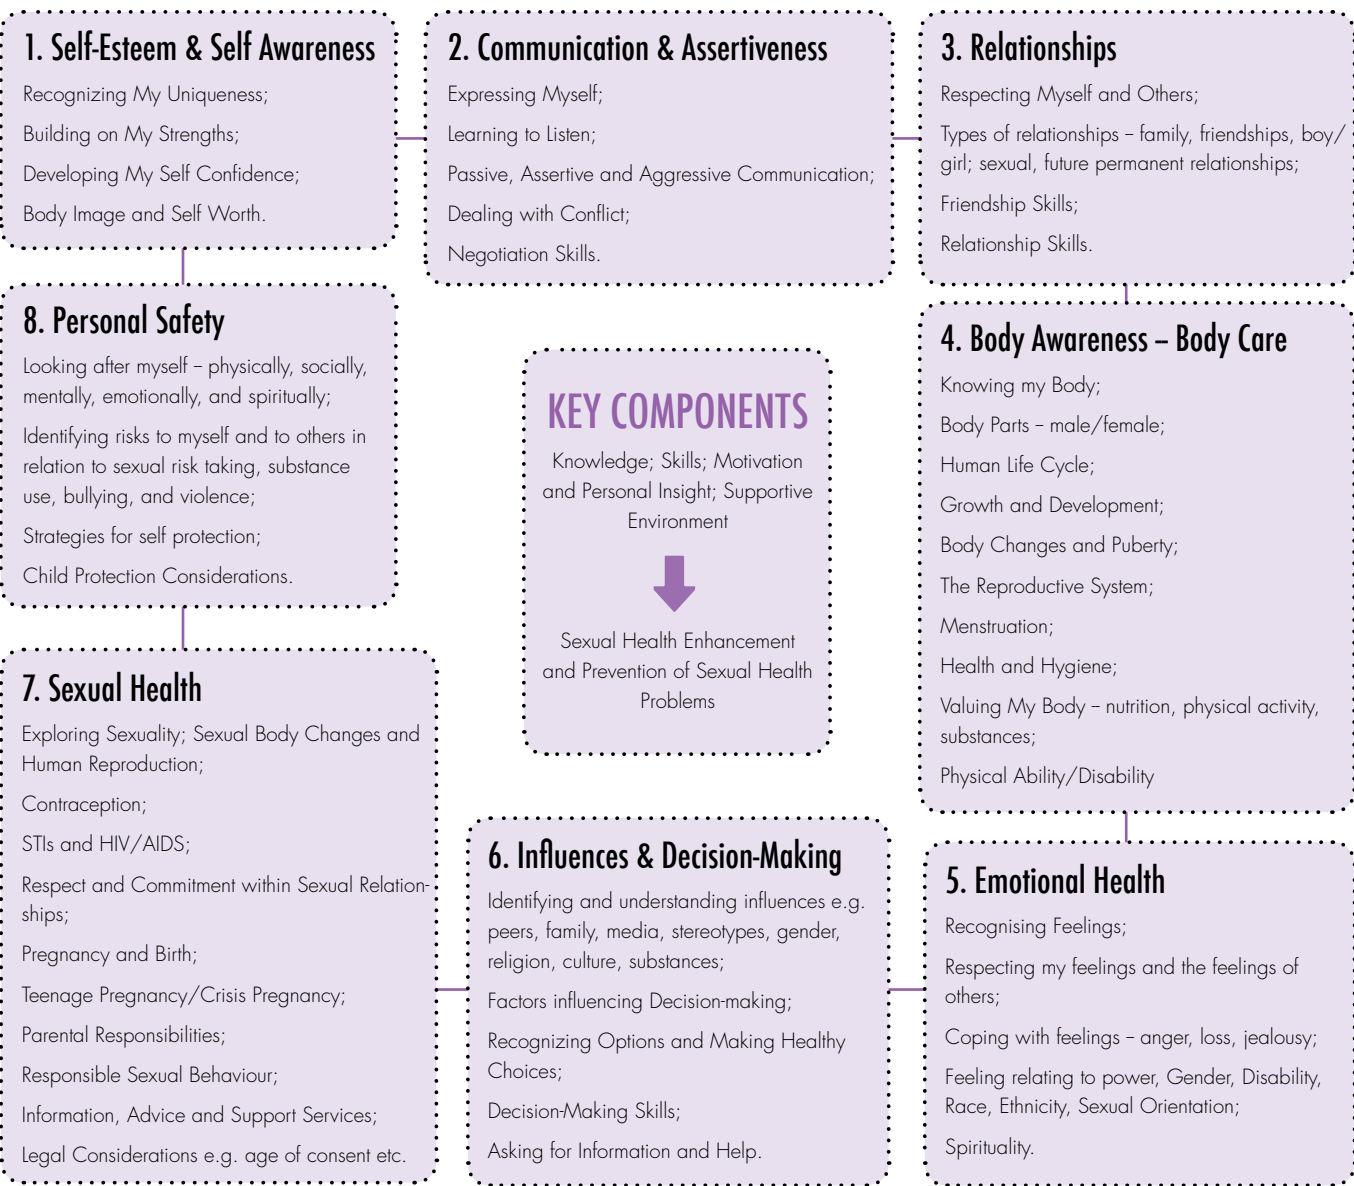 1. Self-Esteem & Self Awareness
Recognizing My Uniqueness;
Building on My Strengths;
Developing My Self Confidence;
Body Image and Self Worth.
2. Communication & Assertiveness
Expressing Myself;
Learning to Listen;
Passive, Assertive and Aggressive Communication;
Dealing with Conflict;
Negotiation Skills.
3. Relationships
Respecting Myself and Others;
Types of relationships – family, friendships, boy/
girl; sexual, future permanent relationships;
Friendship Skills;
Relationship Skills.
8. Personal Safety
Looking after myself – physically, socially,
mentally, emotionally, and spiritually;
Identifying risks to myself and to others in
relation to sexual risk taking, substance
use, bullying, and violence;
Strategies for self protection;
Child Protection Considerations.
KEY COMPONENTS
Knowledge; Skills; Motivation
and Personal Insight; Supportive
Environment
Sexual Health Enhancement
and Prevention of Sexual Health
Problems
4. Body Awareness – Body Care
Knowing my Body;
Body Parts – male/female;
Human Life Cycle;
Growth and Development;
Body Changes and Puberty;
The Reproductive System;
Menstruation;
Health and Hygiene;
Valuing My Body – nutrition, physical activity,
substances;
Physical Ability/Disability
7. Sexual Health
Exploring Sexuality; Sexual Body Changes and
Human Reproduction;
Contraception;
STIs and HIV/AIDS;
Respect and Commitment within Sexual Relation-
ships;
Pregnancy and Birth;
Teenage Pregnancy/Crisis Pregnancy;
Parental Responsibilities;
Responsible Sexual Behaviour;
Information, Advice and Support Services;
Legal Considerations e.g. age of consent etc.
6. Influences & Decision-Making
Identifying and understanding influences e.g.
peers, family, media, stereotypes, gender,
religion, culture, substances;
Factors influencing Decision-making;
Recognizing Options and Making Healthy
Choices;
Decision-Making Skills;
Asking for Information and Help.
5. Emotional Health
Recognising Feelings;
Respecting my feelings and the feelings of
others;
Coping with feelings – anger, loss, jealousy;
Feeling relating to power, Gender, Disability,
Race, Ethnicity, Sexual Orientation;
Spirituality.